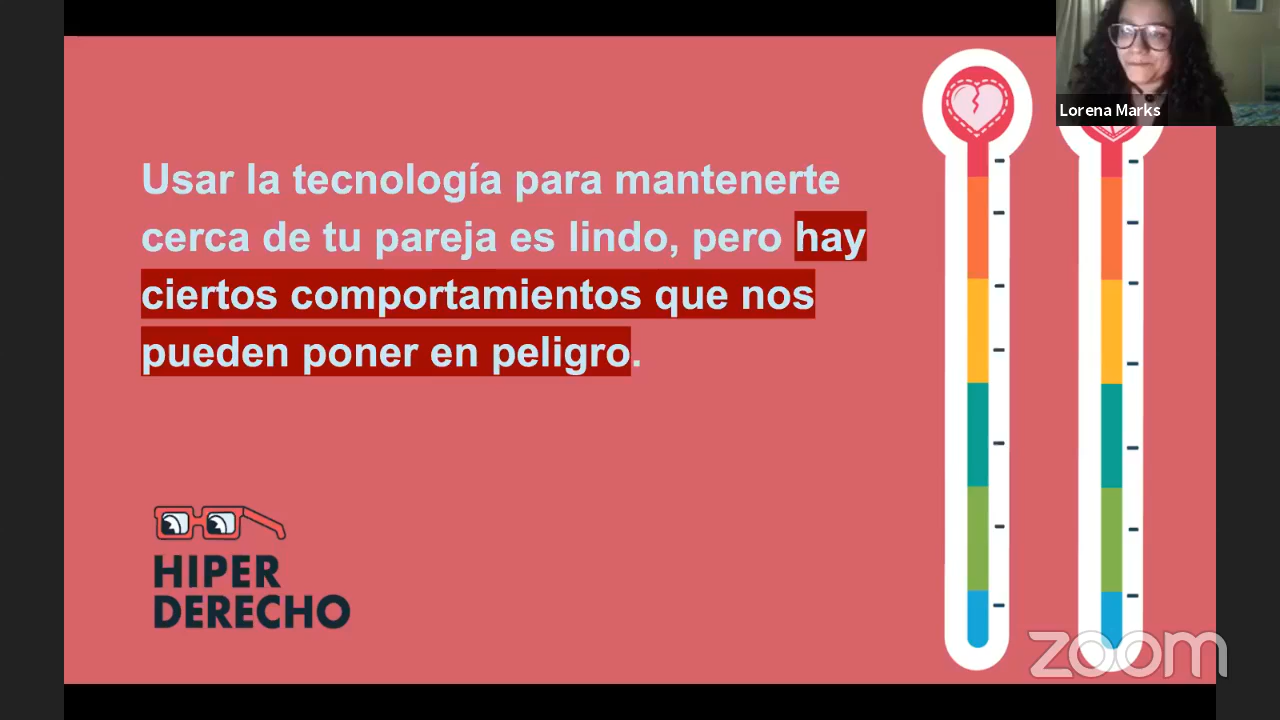 Lorena Marks
Usar la tecnología para mantenerte
cerca de tu pareja es lindo, pero hay
ciertos comportamientos que nos
pueden poner en peligro.
HIPER
DERECHO
zoom